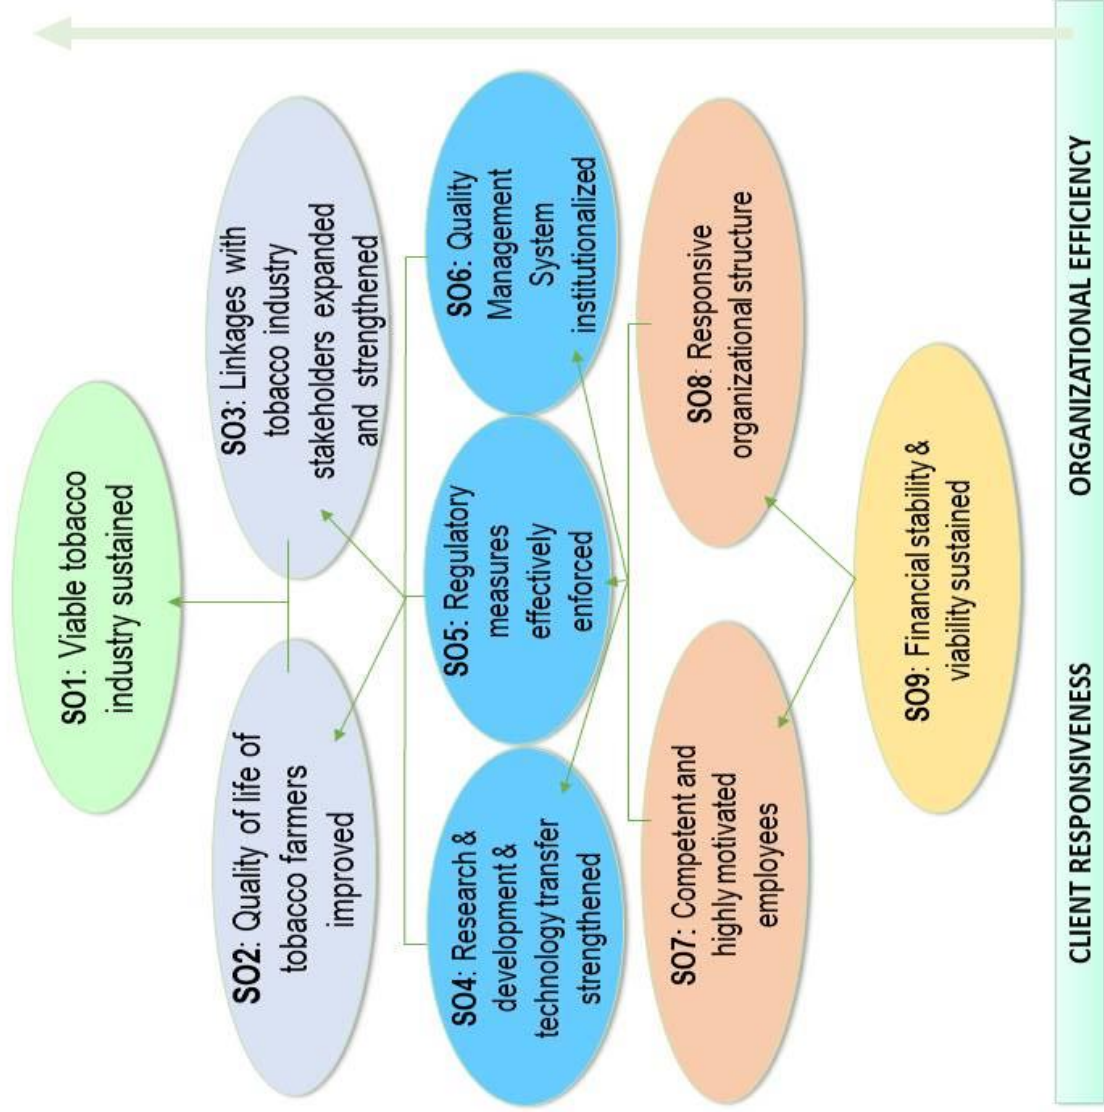 SO1: Viable tobacco
industry sustained
SO2: Quality of life of
tobacco farmers
improved
SO3: Linkages with
tobacco industry
stakeholders expanded
and strengthened
SO4: Research &
development &
technology transfer
strengthened
SO5: Regulatory
measures
effectively
enforced
SO6: Quality
Management
System
institutionalized
SO7: Competent and
highly motivated
employees
SO8: Responsive
organizational structure
SO9: Financial stability &
viability sustained
CLIENT RESPONSIVENESS
ORGANIZATIONAL EFFICIENCY